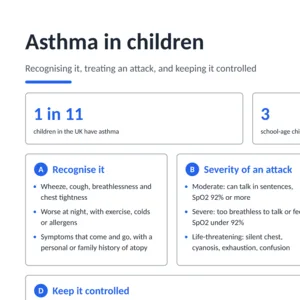 Asthma in children
Recognising it, treating an attack, and keeping it controlled
1 in 11
children in the UK have asthma
3
school-age chi
A Recognise it
Wheeze, cough, breathlessness and
chest tightness
Worse at night, with exercise, colds
or allergens
Symptoms that come and go, with a
personal or family history of atopy
B Severity of an attack
Moderate: can talk in sentences,
SpO2 92% or more
Severe: too breathless to talk or fee
SpO2 under 92%
Life-threatening: silent chest,
cyanosis, exhaustion, confusion
D Keep it controlled